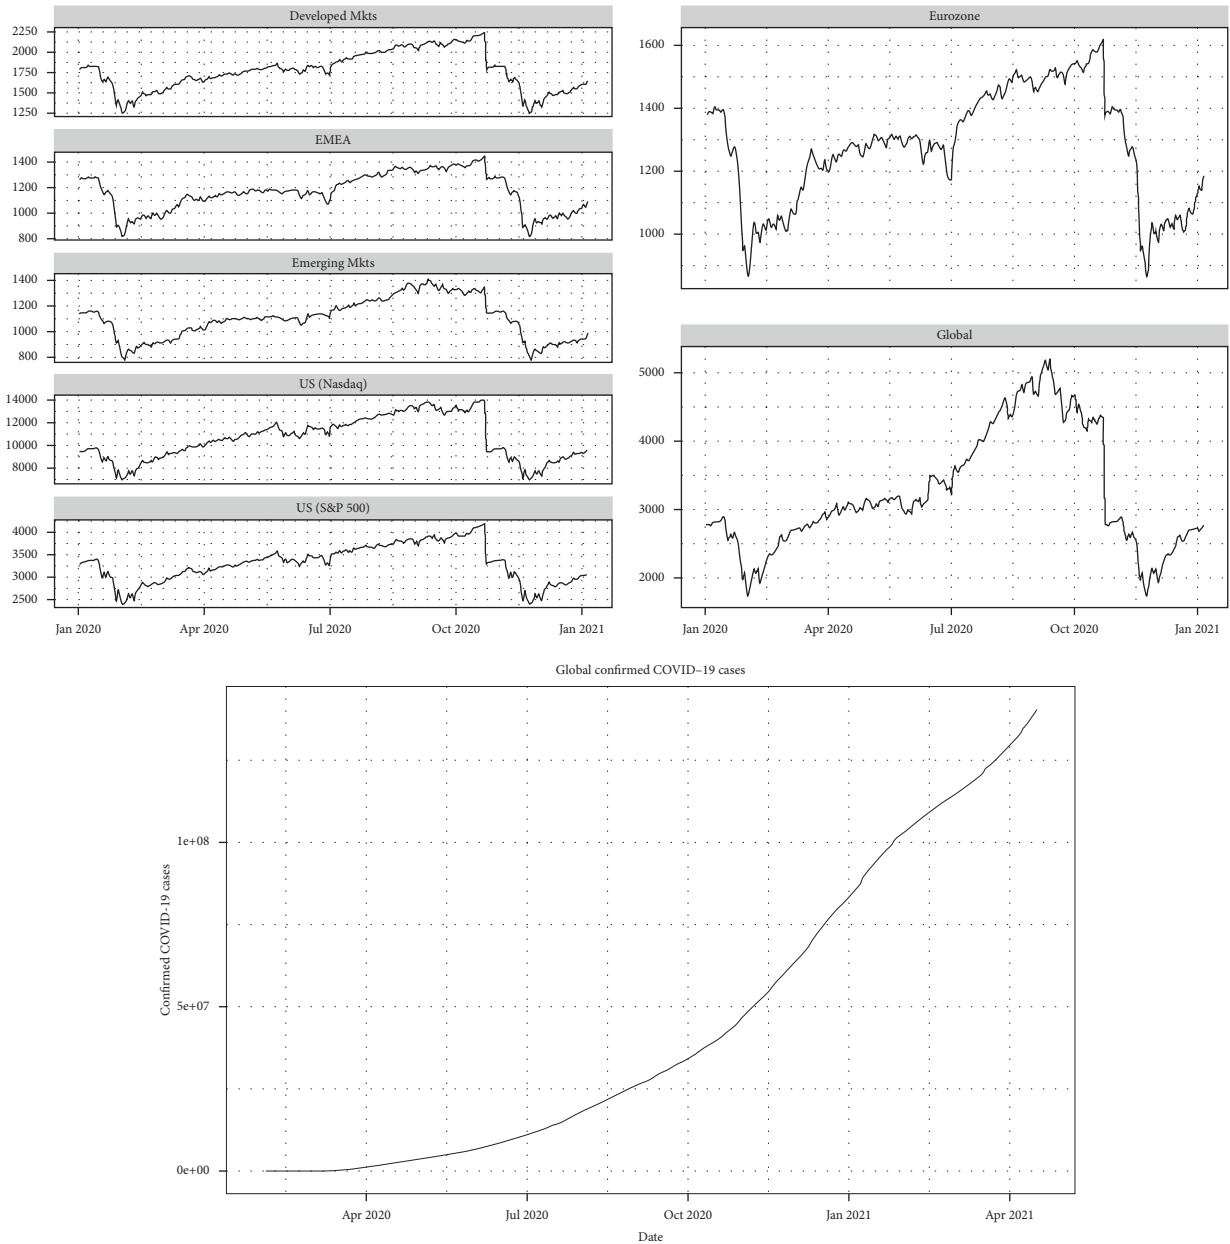 Developed Mkts
2250
2000
1750
1500
1250
EMEA
1400
1200
1000
800
Emerging Mkts
1400
1200
1000
800
US (Nasdaq)
14000
12000
10000
8000
US (S&P 500)
4000
3500
3000
2500
Jan 2020 Apr 2020 Jul 2020 Oct 2020 Jan 2021
Eurozone
1600
1400
1200
1000
Global
5000
4000
3000
2000
Jan 2020 Apr 2020 Jul 2020 Oct 2020 Jan 2021
Global confirmed COVID–19 cases
Confirmed COVID-19 cases
1e+08
5e+07
0e+00
Apr 2020 Jul 2020 Oct 2020 Jan 2021 Apr 2021
Date